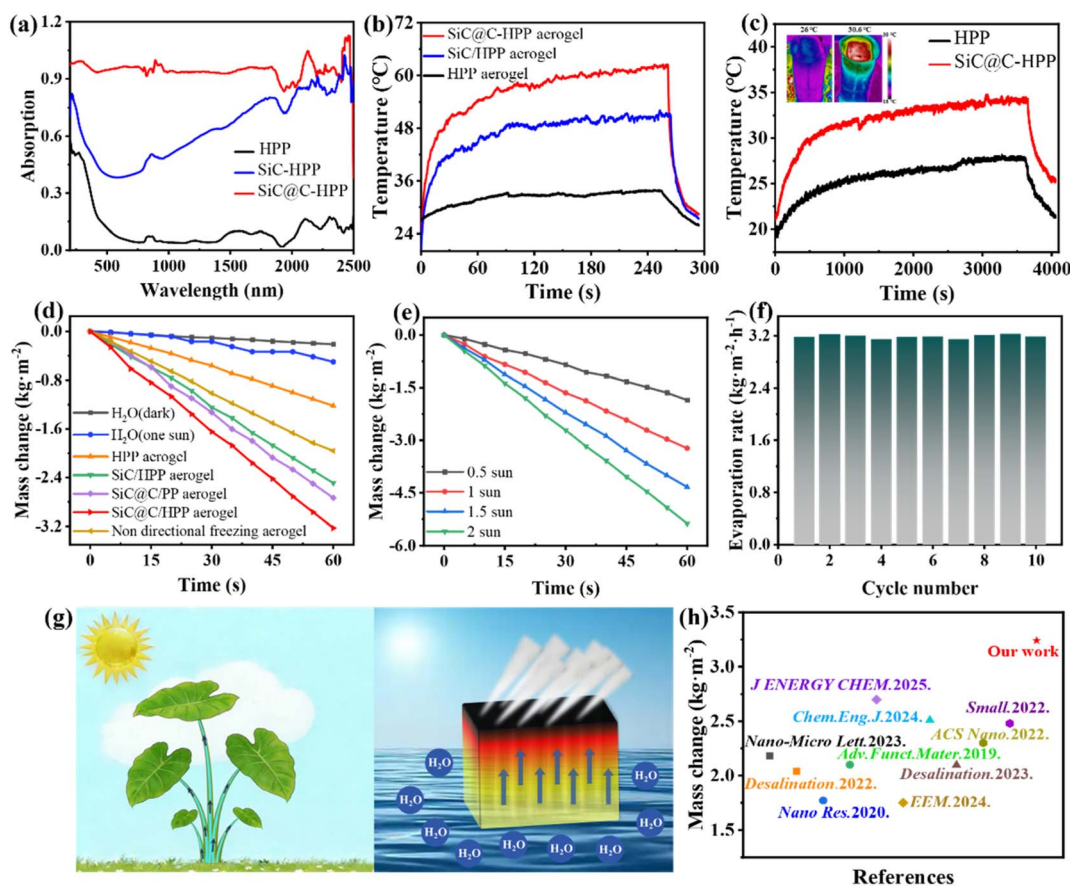 (a)
1.2
0.9
0.6
0.3
0.0
Absorption
HPP
SiC-HPP
SiC@C-HPP
500 1000 1500 2000 2500
Wavelength (nm)
(b)
72
60
48
36
24
Temperature (°C)
SiC@C-HPP aerogel
SiC/HPP aerogel
HPP aerogel
0 60 120 180 240 300
Time (s)
(c)
40
35
30
25
20
Temperature (°C)
26 °C 30.6 °C
HPP
SiC@C-HPP
0 1000 2000 3000 4000
Time (s)
(d)
0.0
-0.8
-1.6
-2.4
-3.2
Mass change (kg·m⁻²)
H₂O(dark)
H₂O(one sun)
HPP aerogel
SiC/HPP aerogel
SiC@C/PP aerogel
SiC@C/HPP aerogel
Non directional freezing aerogel
0 15 30 45 60
Time (s)
(e)
0.0
-1.5
-3.0
-4.5
-6.0
Mass change (kg·m⁻²)
0.5 sun
1 sun
1.5 sun
2 sun
0 15 30 45 60
Time (s)
(f)
3.2
2.4
1.6
0.8
0.0
Evaporation rate (kg·m⁻²·h⁻¹)
0 2 4 6 8 10
Cycle number
(g)
H₂O
H₂O
H₂O
H₂O
H₂O
H₂O
H₂O
H₂O
H₂O
H₂O
(h)
3.5
3.0
2.5
2.0
1.5
Mass change (kg·m⁻²)
Our work
J ENERGY CHEM.2025.
Small.2022.
Chem.Eng.J.2024.
ACS Nano.2022.
Nano-Micro Lett.2023.
Adv.Funct.Mater.2019.
Desalination.2022.
Desalination.2023.
Nano Res.2020.
EEM.2024.
References